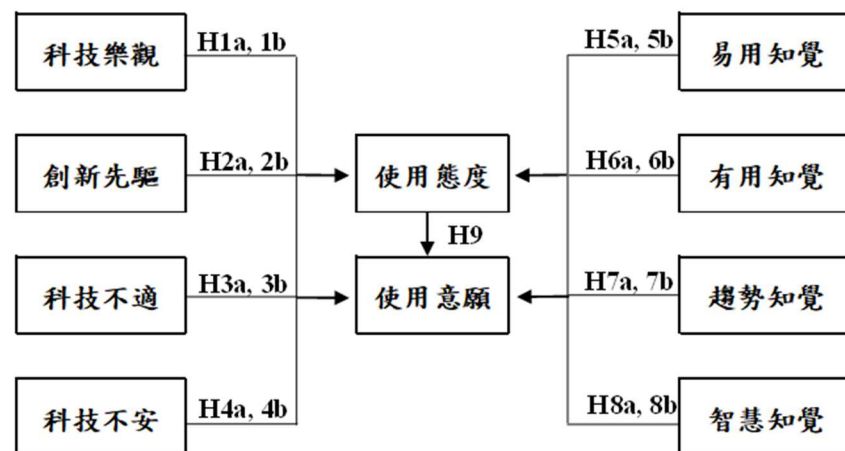 科技樂觀
H1a, 1b
H5a, 5b
易用知覺
創新先驅
H2a, 2b
使用態度
H6a, 6b
有用知覺
H9
科技不適
H3a, 3b
使用意願
H7a, 7b
趨勢知覺
科技不安
H4a, 4b
H8a, 8b
智慧知覺